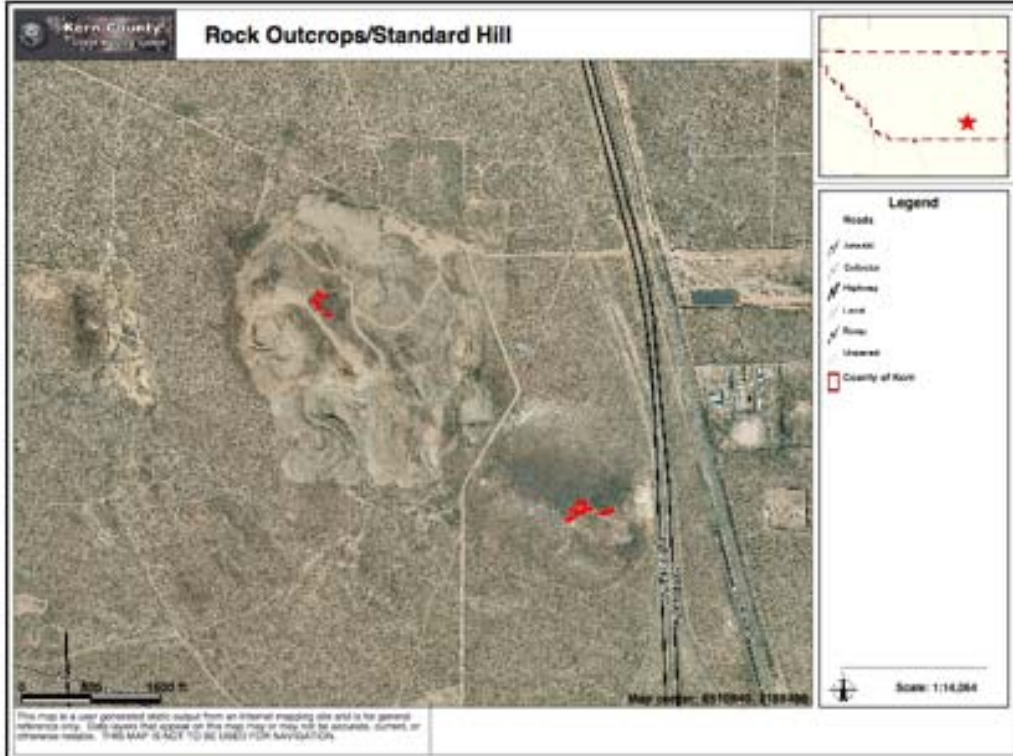 Kern County
Rock Outcrops/Standard Hill
Legend
Roads
Arterial
Collector
Highway
Local
Ramp
Unpaved
County of Kern
0 800 1600 ft
Scale: 1:14,064
This map is a user generated static output from an Internet mapping site and is for general
reference only. Data layers that appear on this map may or may not be accurate, current, or
otherwise reliable. THIS MAP IS NOT TO BE USED FOR NAVIGATION.